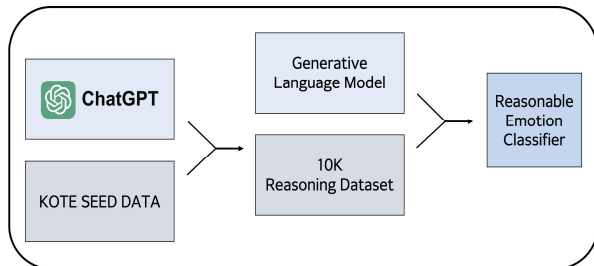 ChatGPT
KOTE SEED DATA
Generative
Language Model
10K
Reasoning Dataset
Reasonable
Emotion
Classifier